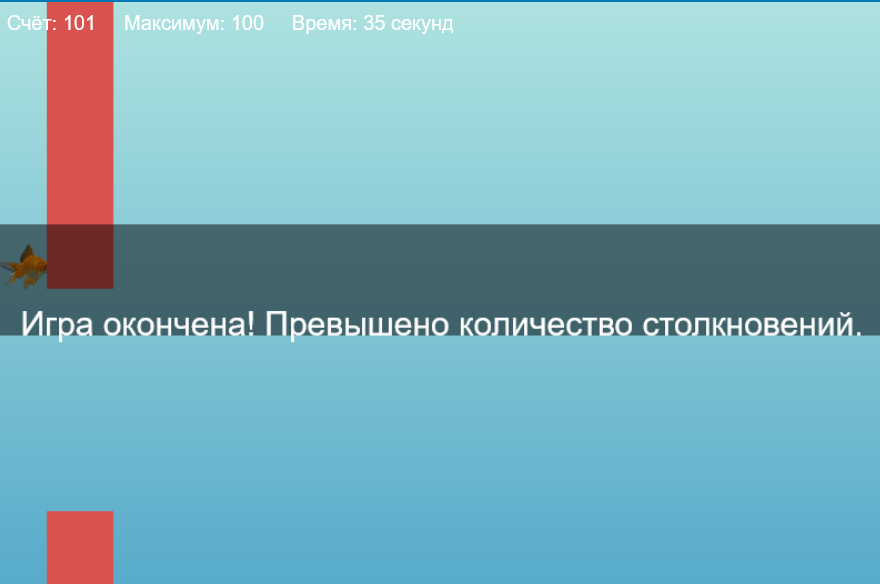 Счёт: 101 Максимум: 100 Время: 35 секунд
Игра окончена! Превышено количество столкновений.